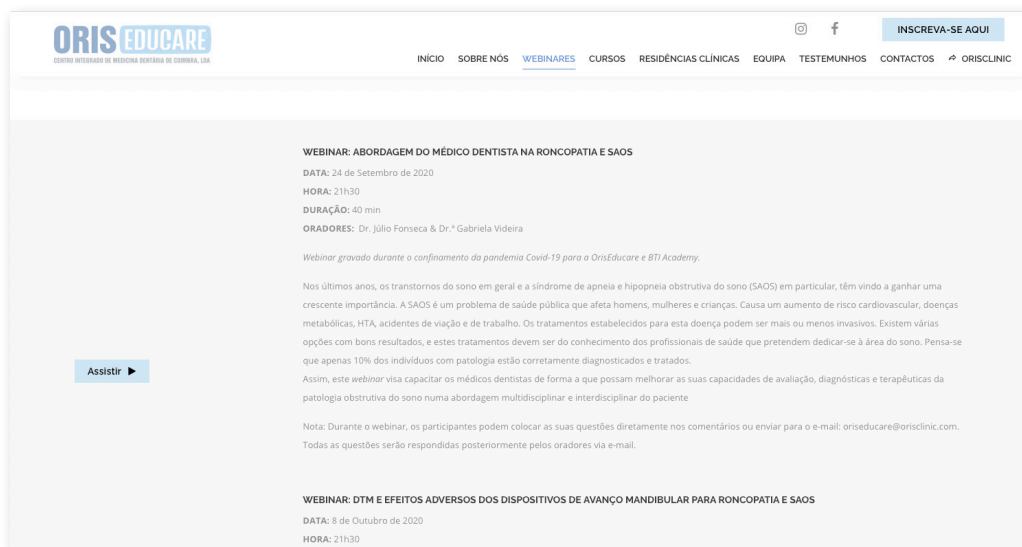 ORIS EDUCARE
CENTRO INTEGRADO DE MEDICINA DENTÁRIA DE COIMBRA, LDA
INSCREVA-SE AQUI
INÍCIO SOBRE NÓS WEBINARES CURSOS RESIDÊNCIAS CLÍNICAS EQUIPA TESTEMUNHOS CONTACTOS ORISCLINIC
WEBINAR: ABORDAGEM DO MÉDICO DENTISTA NA RONCOPATIA E SAOS
DATA: 24 de Setembro de 2020
HORA: 21h30
DURAÇÃO: 40 min
ORADORES: Dr. Júlio Fonseca & Dr.ª Gabriela Videira
Webinar gravado durante o confinamento da pandemia Covid-19 para a OrisEducare e BTI Academy.
Nos últimos anos, os transtornos do sono em geral e a síndrome de apneia e hipopneia obstrutiva do sono (SAOS) em particular, têm vindo a ganhar uma
crescente importância. A SAOS é um problema de saúde pública que afeta homens, mulheres e crianças. Causa um aumento de risco cardiovascular, doenças
metabólicas, HTA, acidentes de viação e de trabalho. Os tratamentos estabelecidos para esta doença podem ser mais ou menos invasivos. Existem várias
opções com bons resultados, e estes tratamentos devem ser do conhecimento dos profissionais de saúde que pretendem dedicar-se à área do sono. Pensa-se
que apenas 10% dos indivíduos com patologia estão corretamente diagnosticados e tratados.
Assistir
Assim, este webinar visa capacitar os médicos dentistas de forma a que possam melhorar as suas capacidades de avaliação, diagnósticas e terapêuticas da
patologia obstrutiva do sono numa abordagem multidisciplinar e interdisciplinar do paciente
Nota: Durante o webinar, os participantes podem colocar as suas questões diretamente nos comentários ou enviar para o e-mail: oriseducare@orisclinic.com.
Todas as questões serão respondidas posteriormente pelos oradores via e-mail.
WEBINAR: DTM E EFEITOS ADVERSOS DOS DISPOSITIVOS DE AVANÇO MANDIBULAR PARA RONCOPATIA E SAOS
DATA: 8 de Outubro de 2020
HORA: 21h30